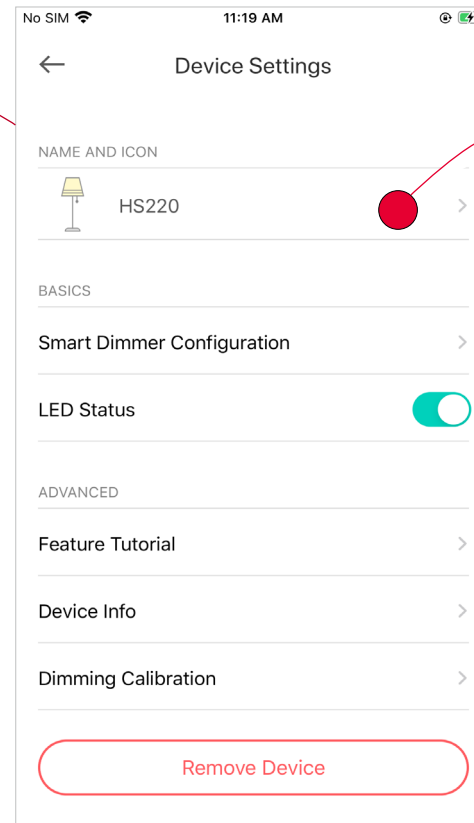 No SIM 11:19 AM
Device Settings
NAME AND ICON
HS220
BASICS
Smart Dimmer Configuration
LED Status
ADVANCED
Feature Tutorial
Device Info
Dimming Calibration
Remove Device